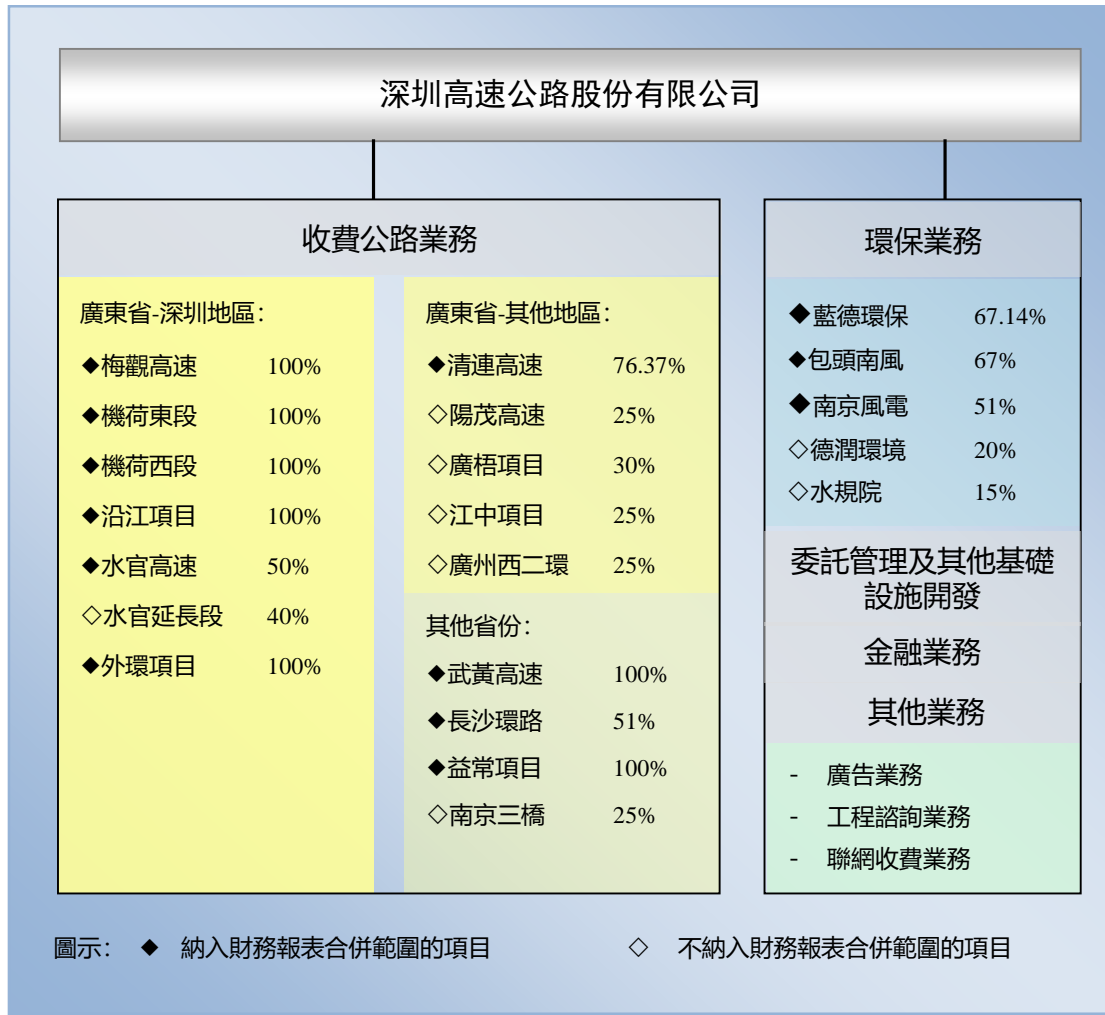 深圳高速公路股份有限公司
收費公路業務
廣東省-深圳地區：
◆梅觀高速 100%
◆機荷東段 100%
◆機荷西段 100%
◆沿江項目 100%
◆水官高速 50%
◇水官延長段 40%
◆外環項目 100%
廣東省-其他地區：
◆清連高速 76.37%
◇陽茂高速 25%
◇廣梧項目 30%
◇江中項目 25%
◇廣州西二環 25%
其他省份：
◆武黃高速 100%
◆長沙環路 51%
◆益常項目 100%
◇南京三橋 25%
環保業務
◆藍德環保 67.14%
◆包頭南風 67%
◆南京風電 51%
◇德潤環境 20%
◇水規院 15%
委託管理及其他基礎
設施開發
金融業務
其他業務
- 廣告業務
- 工程諮詢業務
- 聯網收費業務
圖示： ◆ 納入財務報表合併範圍的項目 ◇ 不納入財務報表合併範圍的項目